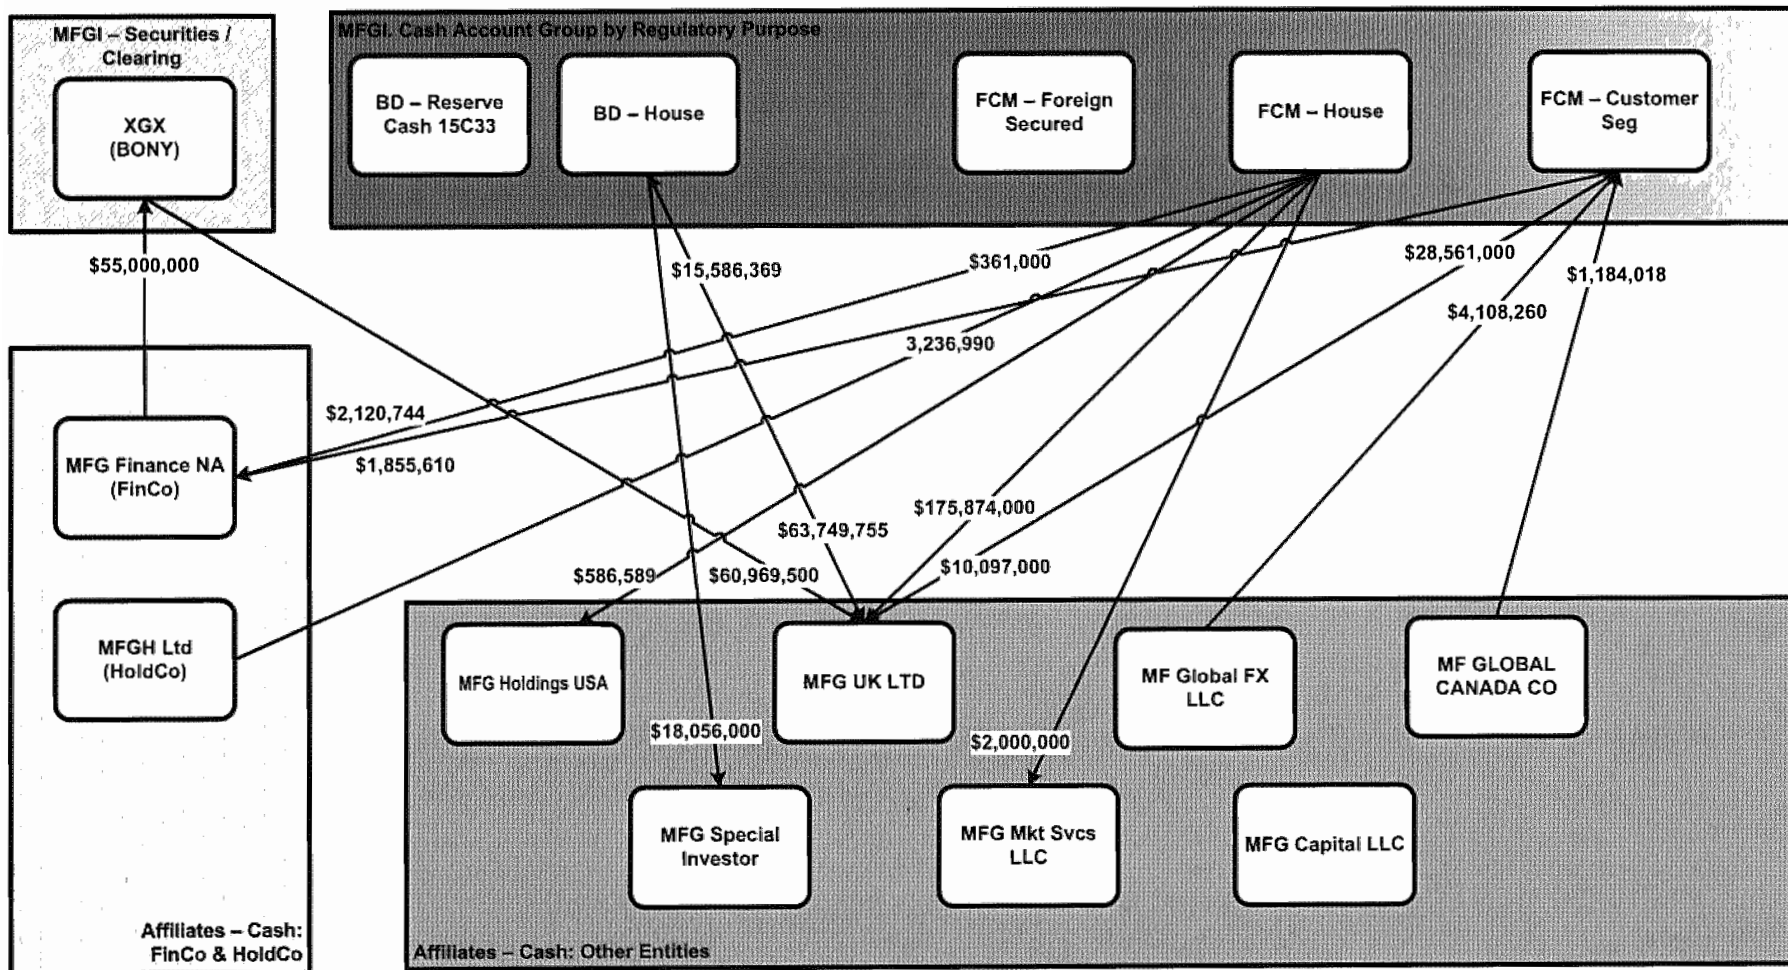 MFGI – Securities /
Clearing
XGX
(BONY)
MFGI. Cash Account Group by Regulatory Purpose
BD – Reserve
Cash 15C33
BD – House
FCM – Foreign
Secured
FCM – House
FCM – Customer
Seg
$55,000,000
$15,586,369
$361,000
$28,561,000
$1,184,018
$4,108,260
3,236,990
$2,120,744
$1,855,610
$175,874,000
$63,749,755
$10,097,000
$586,589
$60,969,500
MFG Finance NA
(FinCo)
MFGH Ltd
(HoldCo)
MFG Holdings USA
MFG UK LTD
MF Global FX
LLC
MF GLOBAL
CANADA CO
$18,056,000
$2,000,000
MFG Special
Investor
MFG Mkt Svcs
LLC
MFG Capital LLC
Affiliates – Cash:
FinCo & HoldCo
Affiliates – Cash: Other Entities